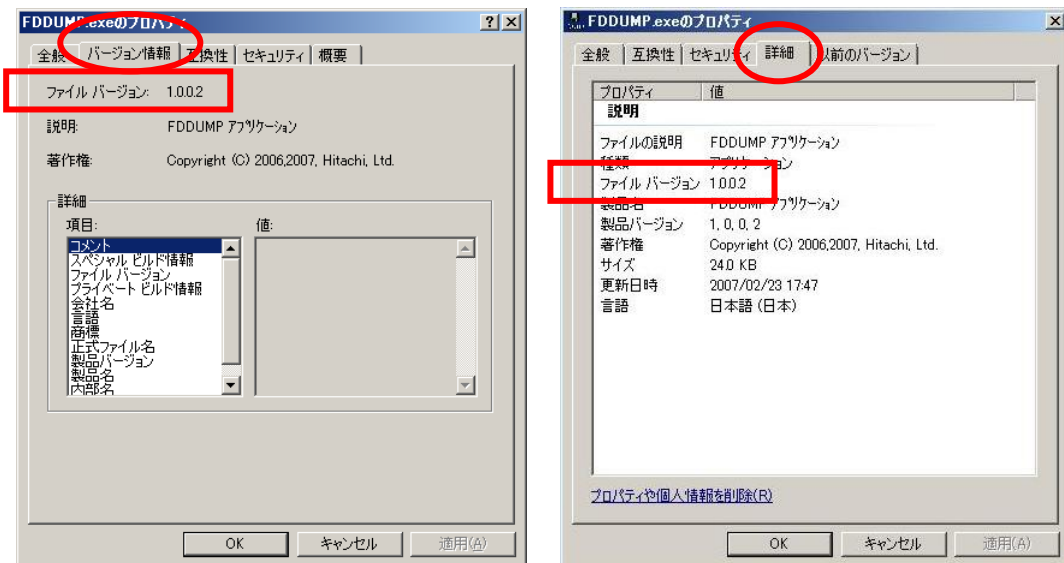 FDDUMP.exeのプロパティ
全般
バージョン情報
互換性
セキュリティ
概要
ファイル バージョン: 1.0.0.2
説明: FDDUMP アプリケーション
著作権: Copyright (C) 2006,2007, Hitachi, Ltd.
詳細
項目: 値:
コメント
スペシャル ビルド情報
ファイル バージョン
プライベート ビルド情報
会社名
言語
商標
正式ファイル名
製品バージョン
製品名
内部名
OK キャンセル 適用(A)
FDDUMP.exeのプロパティ
全般 互換性 セキュリティ 詳細 以前のバージョン
プロパティ 値
説明
ファイルの説明 FDDUMP アプリケーション
種類 アプリケーション
ファイル バージョン 1.0.0.2
製品名 FDDUMP アプリケーション
製品バージョン 1, 0, 0, 2
著作権 Copyright (C) 2006,2007, Hitachi, Ltd.
サイズ 24.0 KB
更新日時 2007/02/23 17:47
言語 日本語 (日本)
プロパティや個人情報を削除(R)
OK キャンセル 適用(A)